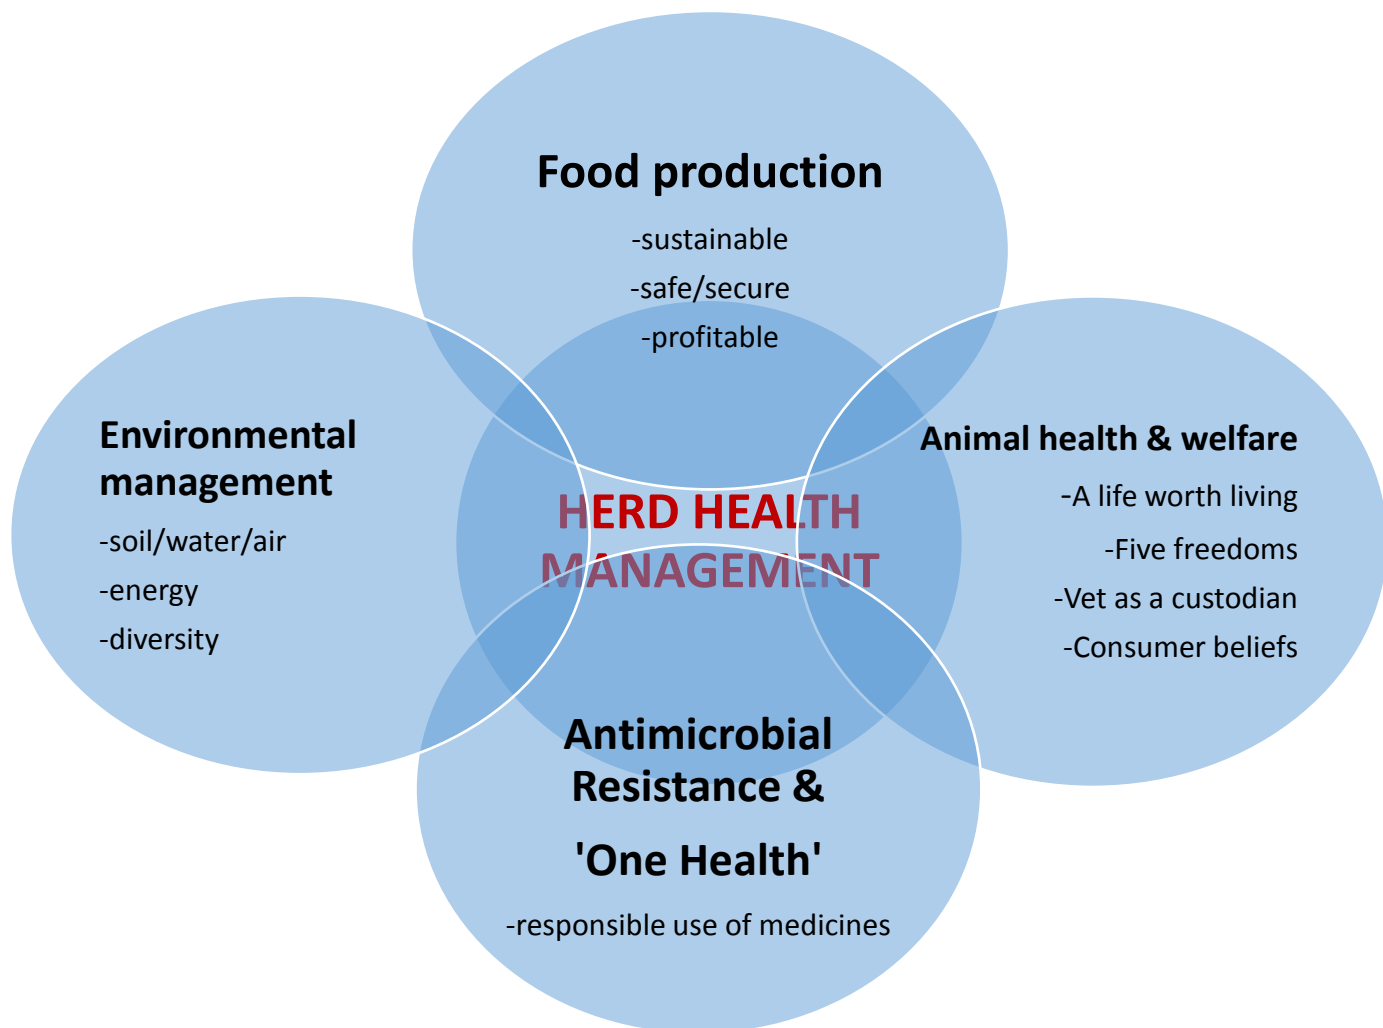 Food production
-sustainable
-safe/secure
-profitable
Environmental
management
-soil/water/air
-energy
-diversity
HERD HEALTH
MANAGEMENT
Animal health & welfare
-A life worth living
-Five freedoms
-Vet as a custodian
-Consumer beliefs
Antimicrobial
Resistance &
'One Health'
-responsible use of medicines